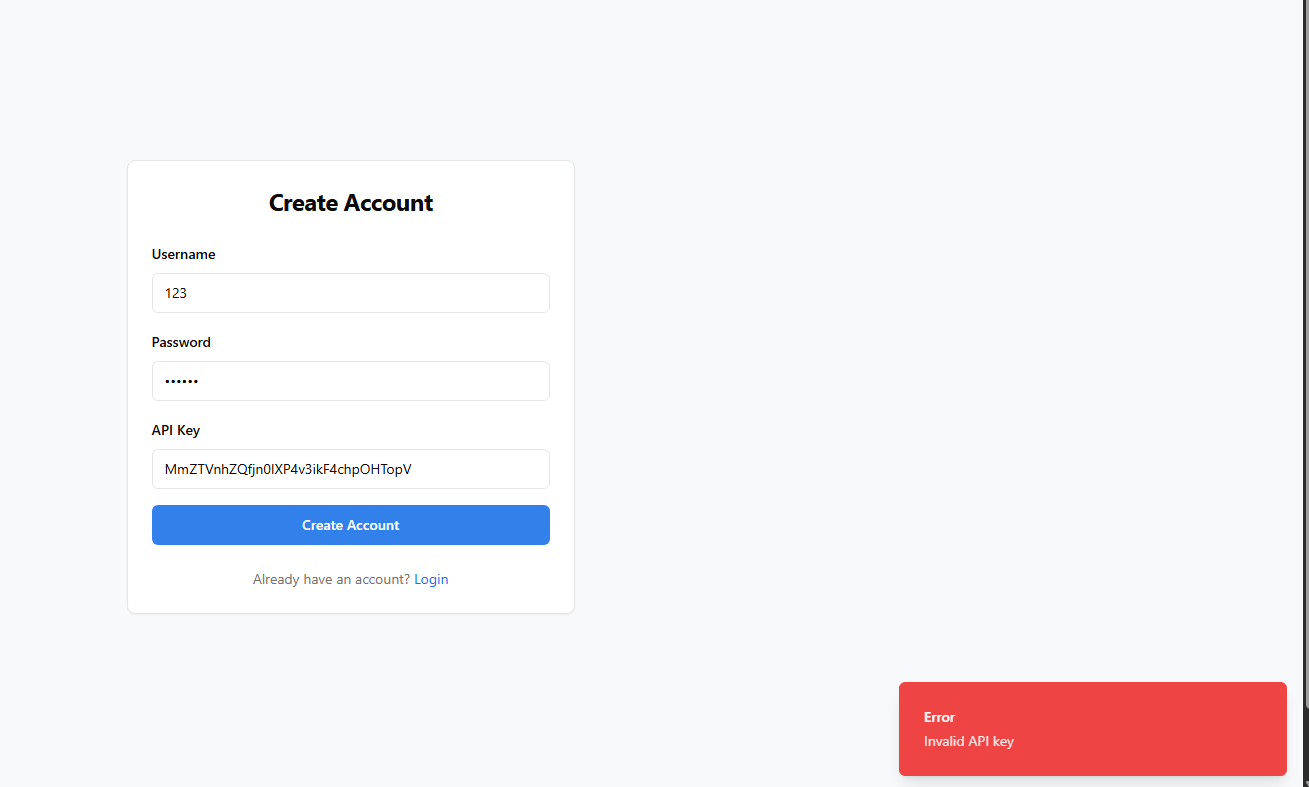 Create Account
Username
123
Password
••••••
API Key
MmZTVnhZQfjn0lXP4v3ikF4chpOHTopV
Create Account
Already have an account? Login
Error
Invalid API key